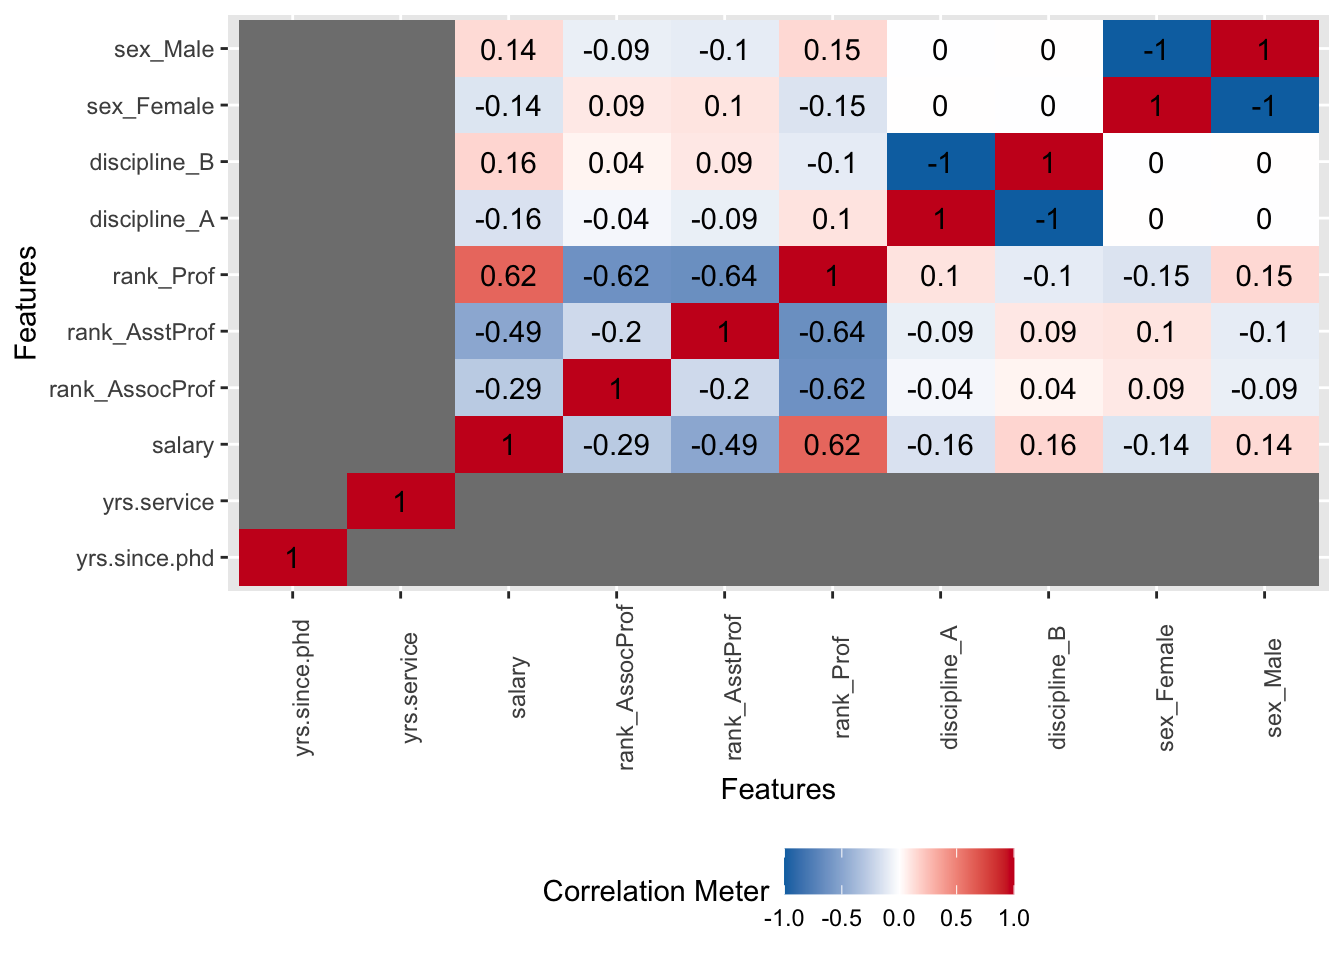 sex_Male 0.14 -0.09 -0.1 0.15 0 0 -1 1
sex_Female -0.14 0.09 0.1 -0.15 0 0 1 -1
discipline_B 0.16 0.04 0.09 -0.1 -1 1 0 0
discipline_A -0.16 -0.04 -0.09 0.1 1 -1 0 0
rank_Prof 0.62 -0.62 -0.64 1 0.1 -0.1 -0.15 0.15
rank_AsstProf -0.49 -0.2 1 -0.64 -0.09 0.09 0.1 -0.1
rank_AssocProf -0.29 1 -0.2 -0.62 -0.04 0.04 0.09 -0.09
salary 1 -0.29 -0.49 0.62 -0.16 0.16 -0.14 0.14
yrs.service 1
yrs.since.phd 1
Features
yrs.since.phd
yrs.service
salary
rank_AssocProf
rank_AsstProf
rank_Prof
discipline_A
discipline_B
sex_Female
sex_Male
Features
Correlation Meter
-1.0 -0.5 0.0 0.5 1.0